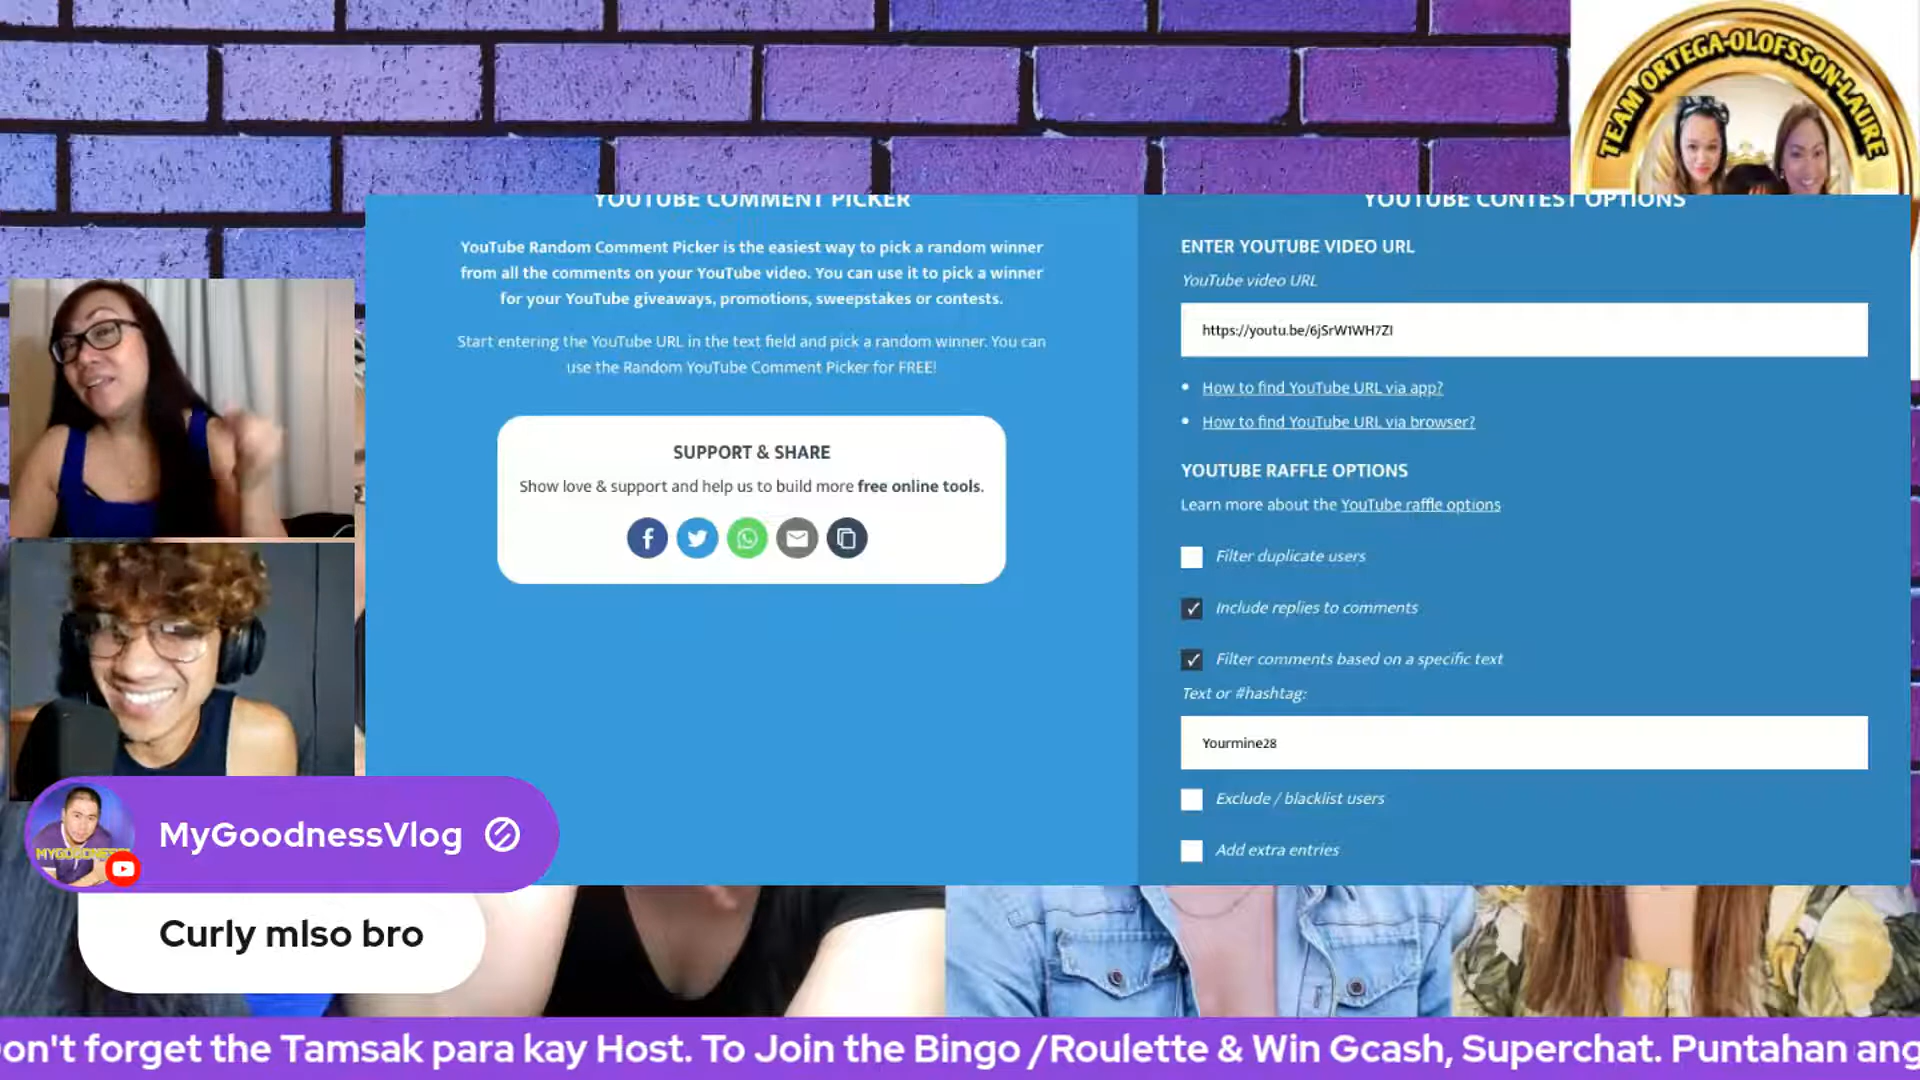 TEAM ORTEGA-OLOFSSON-LAURE
YOUTUBE COMMENT PICKER
YouTube Random Comment Picker is the easiest way to pick a random winner
from all the comments on your YouTube video. You can use it to pick a winner
for your YouTube giveaways, promotions, sweepstakes or contests.
Start entering the YouTube URL in the text field and pick a random winner. You can
use the Random YouTube Comment Picker for FREE!
SUPPORT & SHARE
Show love & support and help us to build more free online tools.
YOUTUBE CONTEST OPTIONS
ENTER YOUTUBE VIDEO URL
YouTube video URL
https://youtu.be/6jSrW1WH7ZI
How to find YouTube URL via app?
How to find YouTube URL via browser?
YOUTUBE RAFFLE OPTIONS
Learn more about the YouTube raffle options
Filter duplicate users
Include replies to comments
Filter comments based on a specific text
Text or #hashtag:
Yourmine28
Exclude / blacklist users
Add extra entries
MyGoodnessVlog
Curly mlso bro
on't forget the Tamsak para kay Host. To Join the Bingo /Roulette & Win Gcash, Superchat. Puntahan ang